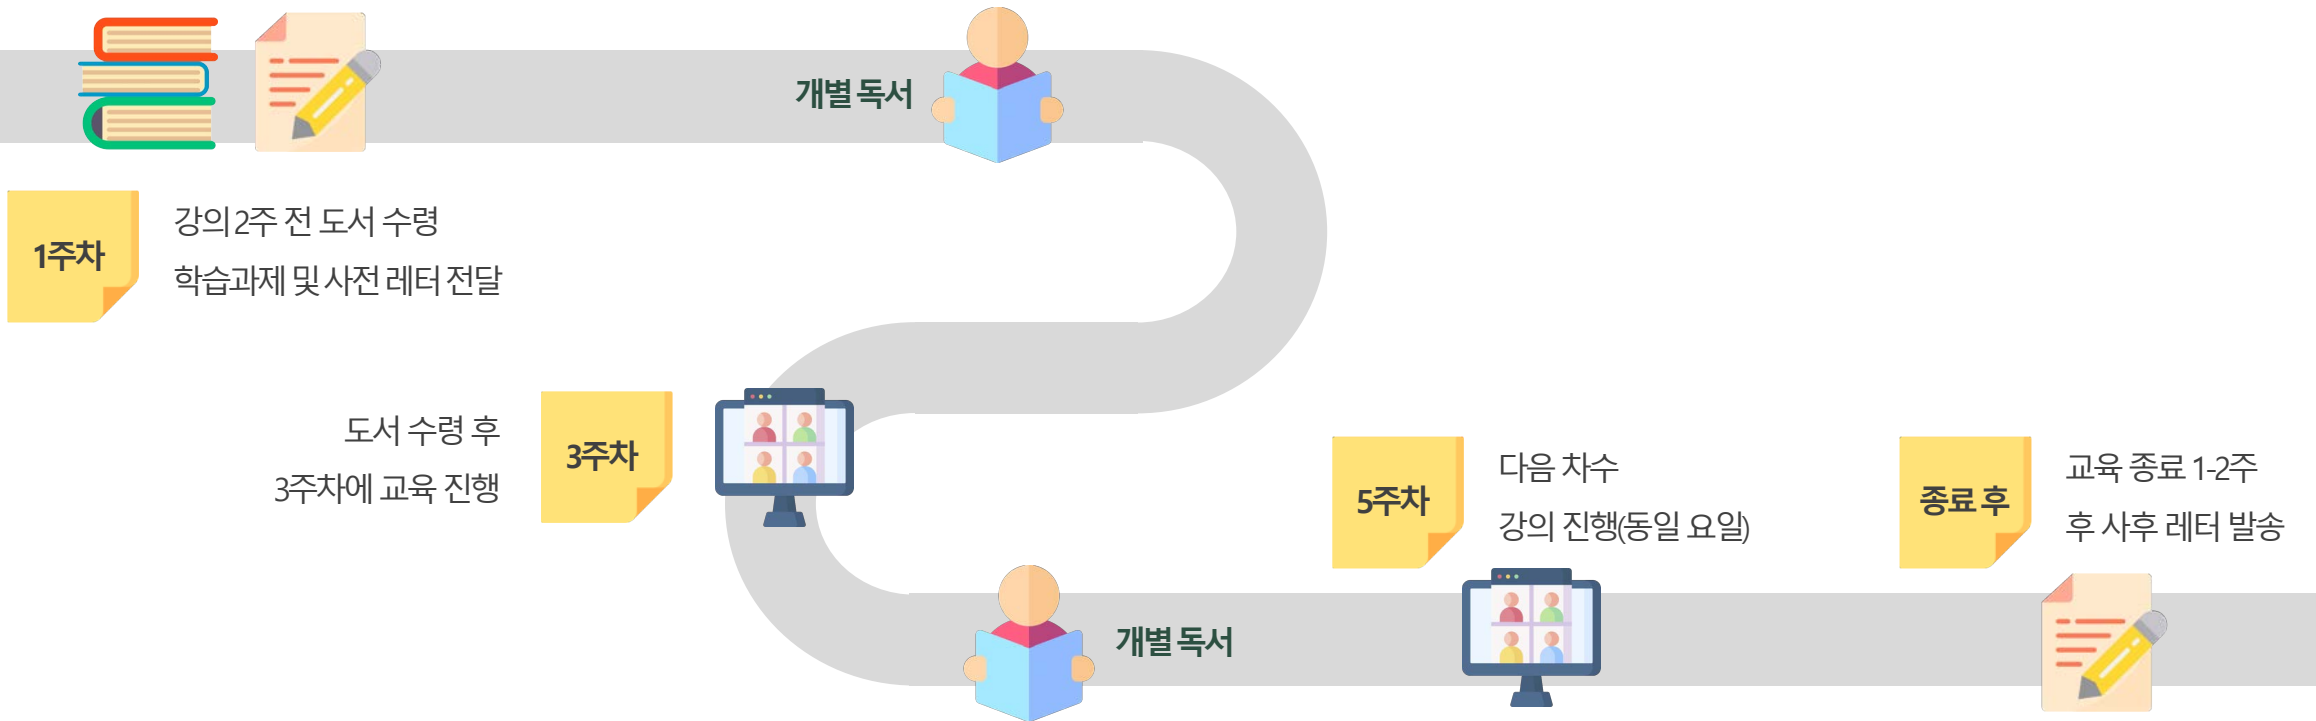 개별 독서
1주차
강의 2주 전 도서 수령
학습과제 및 사전 레터 전달
도서 수령 후
3주차에 교육 진행
3주차
개별 독서
5주차
다음 차수
강의 진행(동일 요일)
종료 후
교육 종료 1-2주
후 사후 레터 발송